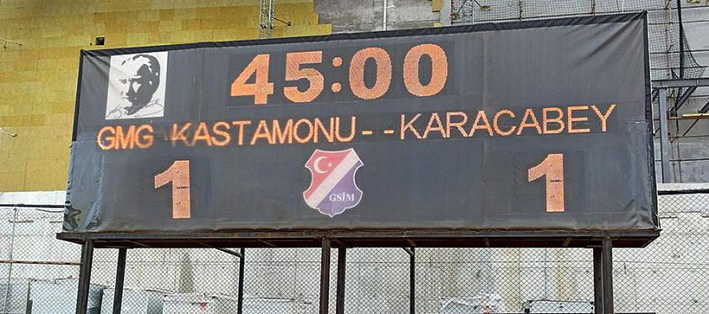 45:00
GMG KASTAMONU--KARACABEY
1 1
GSİM